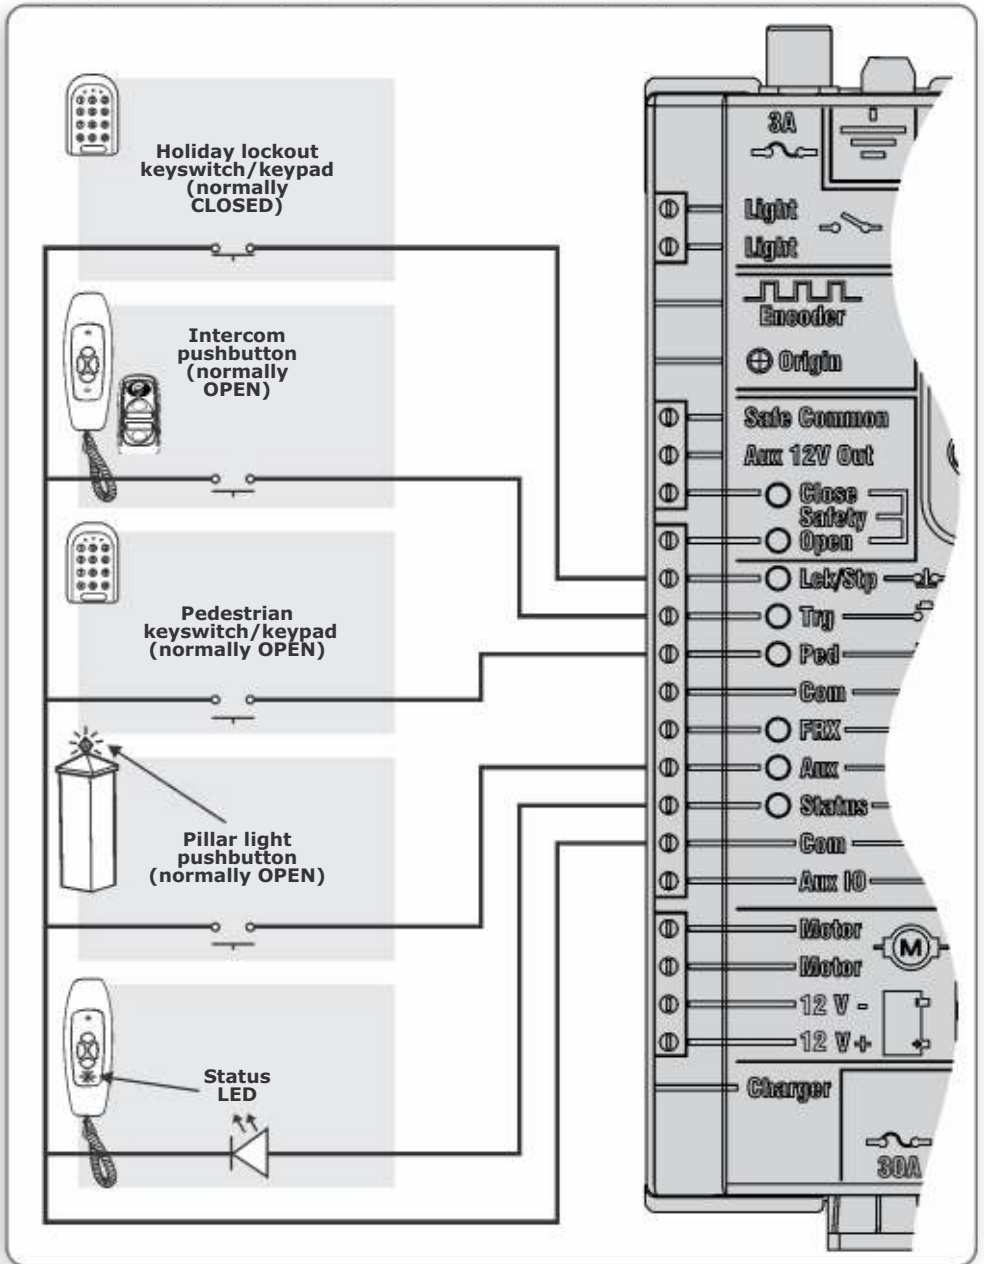 Holiday lockout
keyswitch/keypad
(normally
CLOSED)
Intercom
pushbutton
(normally
OPEN)
Pedestrian
keyswitch/keypad
(normally OPEN)
Pillar light
pushbutton
(normally OPEN)
Status
LED
3A
Light
Light
Encoder
Origin
Safe Common
Aux 12V Out
Close
Safety
Open
Lck/Stp
Trg
Ped
Com
FRX
Aux
Status
Com
Aux IO
Motor
M
Motor
12 V -
12 V +
Charger
30A